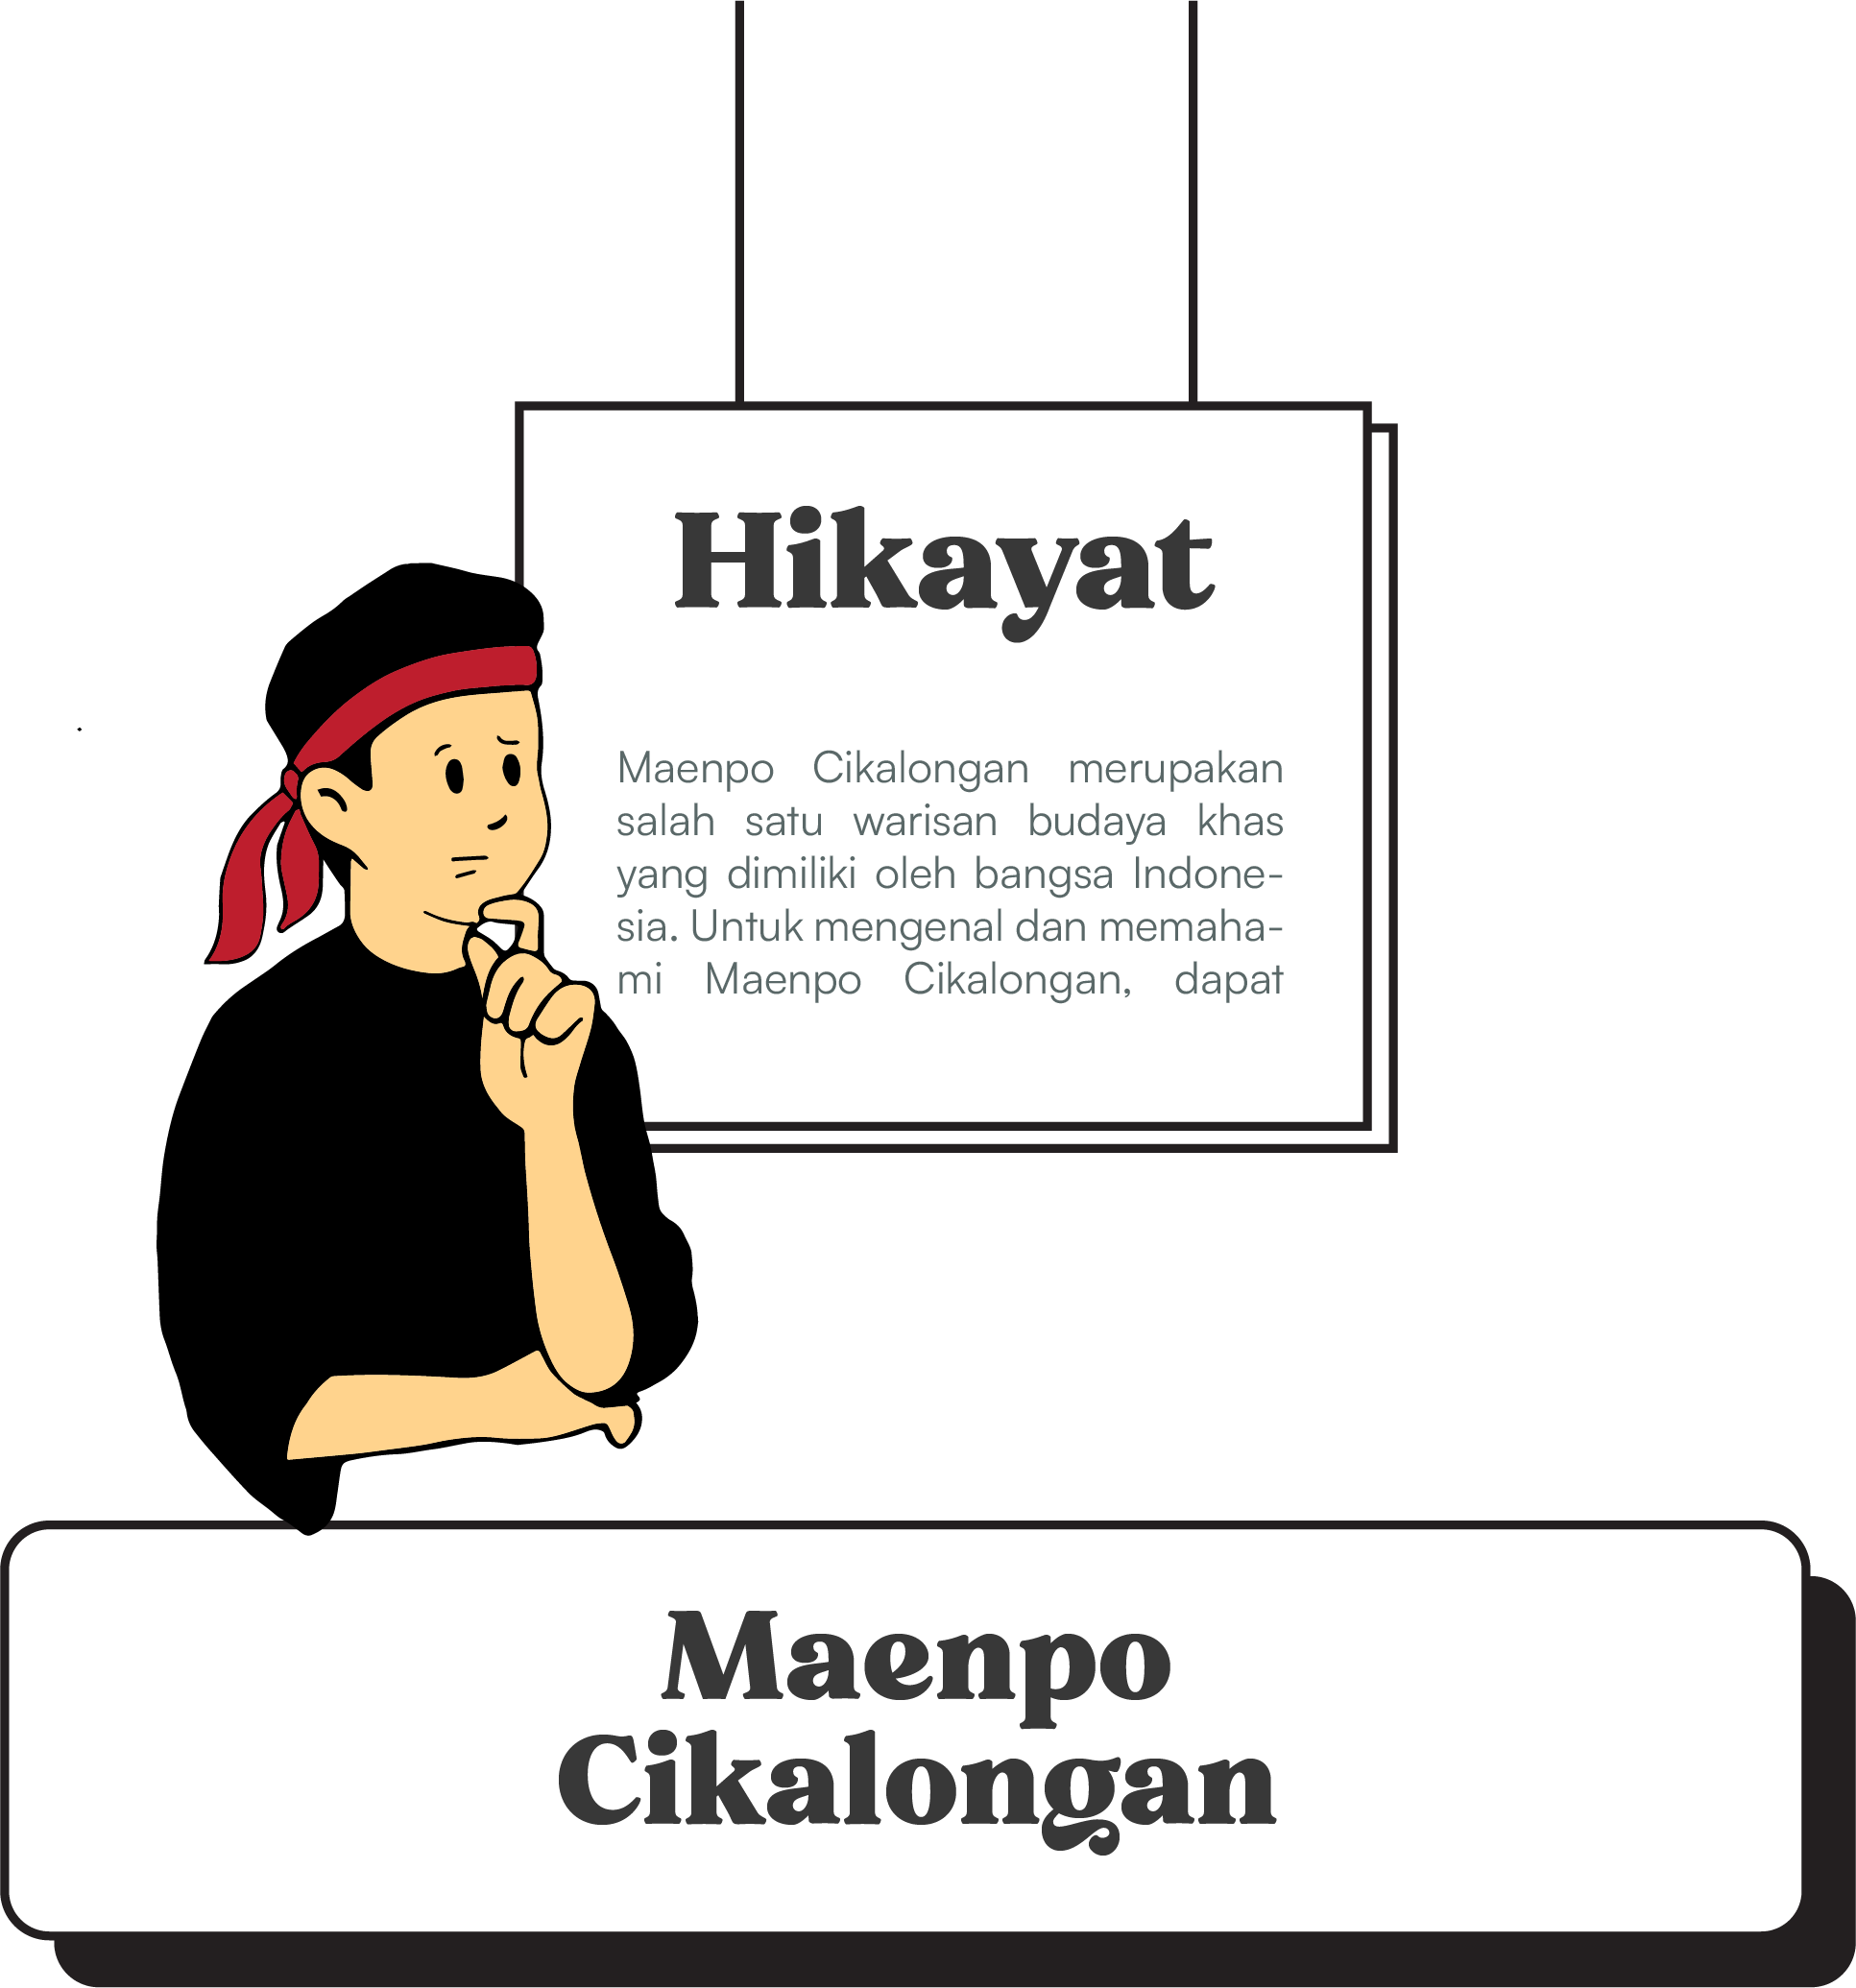 Hikayat
Maenpo Cikalongan merupakan
salah satu warisan budaya khas
yang dimiliki oleh bangsa Indone-
sia. Untuk mengenal dan memaha-
mi Maenpo Cikalongan, dapat
Maenpo
Cikalongan